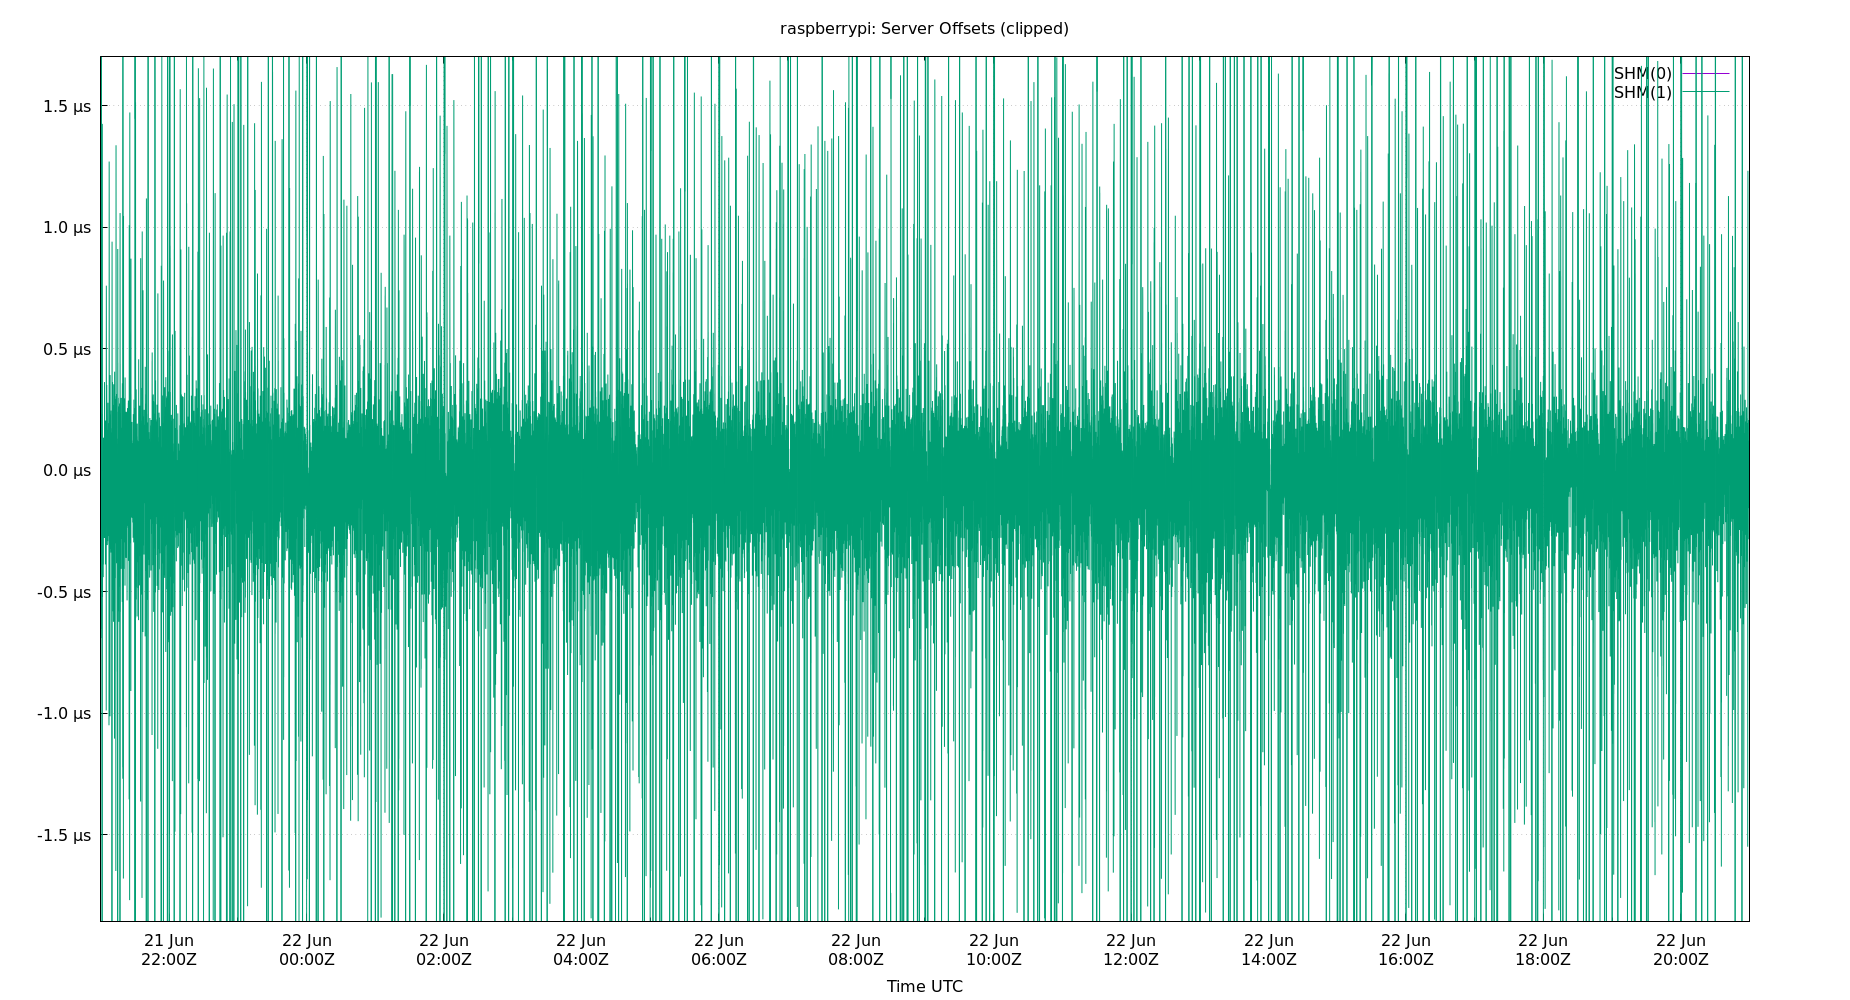 raspberrypi: Server Offsets (clipped)
SHM(0)
SHM(1)
1.5 µs
1.0 µs
0.5 µs
0.0 µs
-0.5 µs
-1.0 µs
-1.5 µs
21 Jun 22 Jun 22 Jun 22 Jun 22 Jun 22 Jun 22 Jun 22 Jun 22 Jun 22 Jun 22 Jun 22 Jun
22:00Z 00:00Z 02:00Z 04:00Z 06:00Z 08:00Z 10:00Z 12:00Z 14:00Z 16:00Z 18:00Z 20:00Z
Time UTC